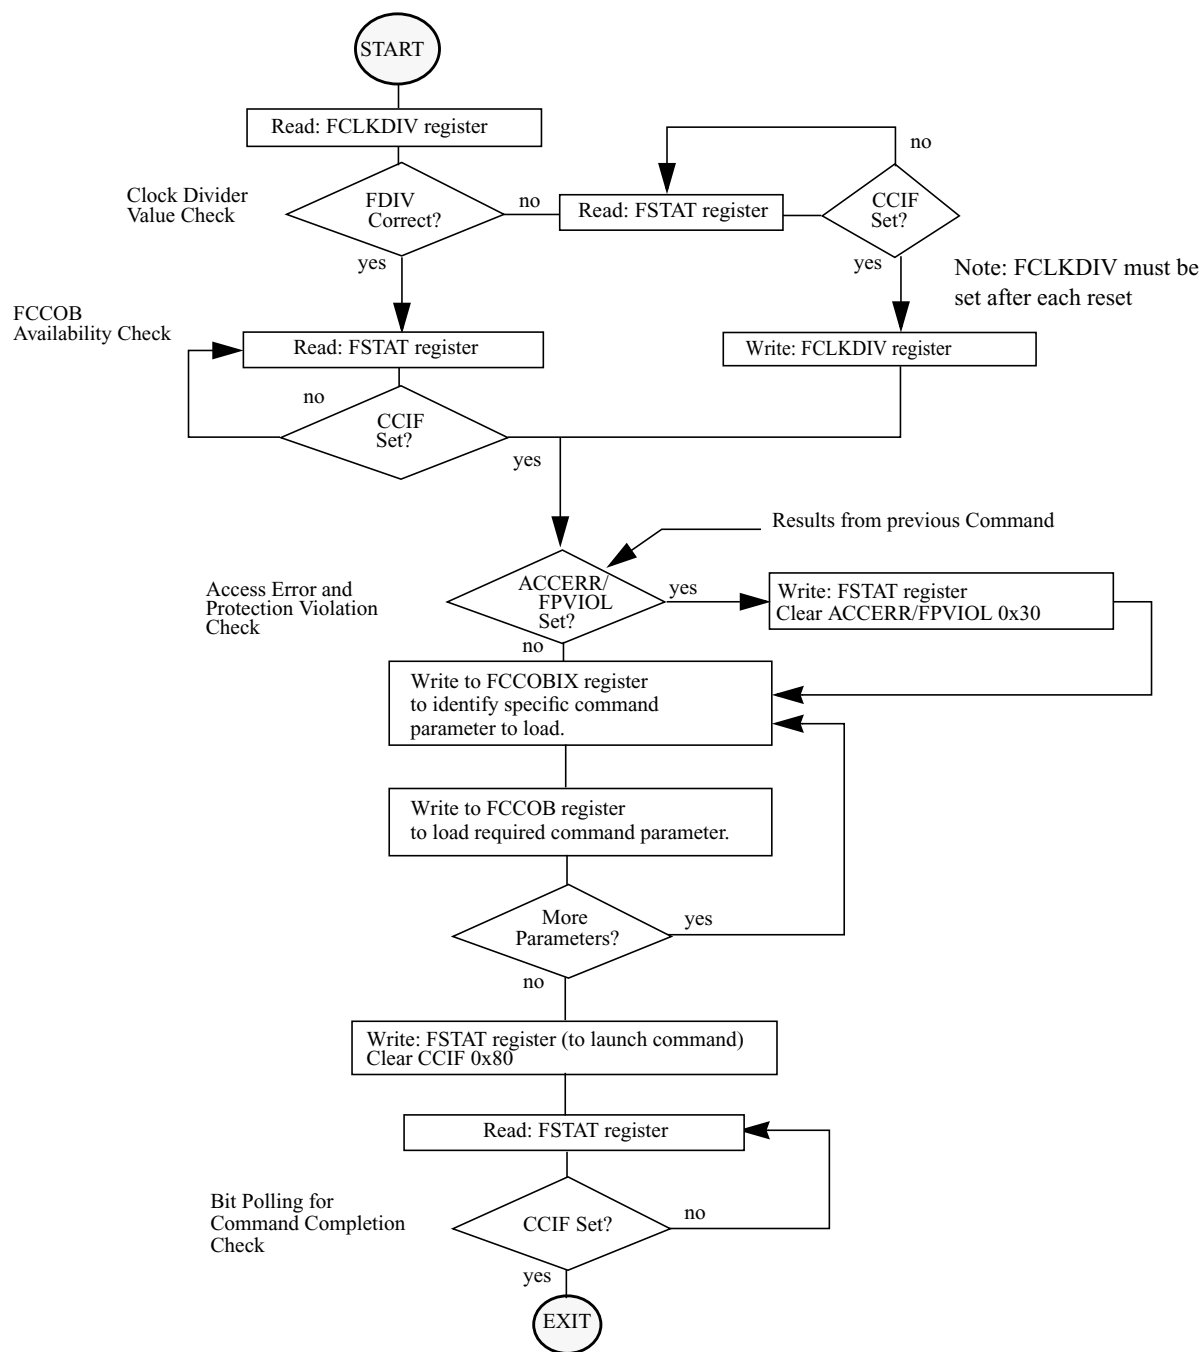 START
Read: FCLKDIV register
Clock Divider
Value Check
FDIV
Correct?
no
yes
Read: FSTAT register
CCIF
Set?
no
yes
Note: FCLKDIV must be
set after each reset
Write: FCLKDIV register
FCCOB
Availability Check
Read: FSTAT register
no
CCIF
Set?
yes
Results from previous Command
Access Error and
Protection Violation
Check
ACCERR/
FPVIOL
Set?
yes
no
Write: FSTAT register
Clear ACCERR/FPVIOL 0x30
Write to FCCOBIX register
to identify specific command
parameter to load.
Write to FCCOB register
to load required command parameter.
More
Parameters?
yes
no
Write: FSTAT register (to launch command)
Clear CCIF 0x80
Read: FSTAT register
Bit Polling for
Command Completion
Check
CCIF Set?
no
yes
EXIT